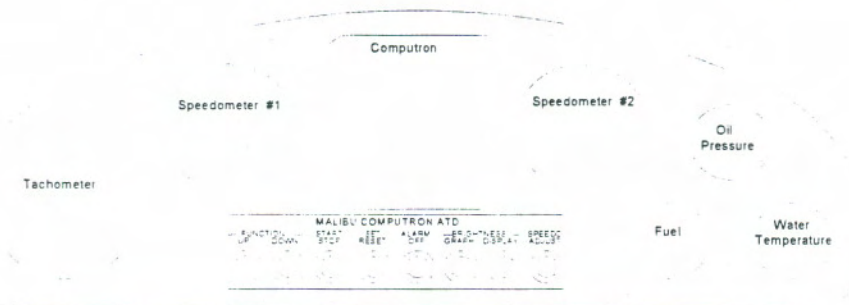 Computron
Speedometer #1
Speedometer #2
Oil
Pressure
Tachometer
MALIBU COMPUTRON ATD
FUNCTION START SET ALARM BRIGHTNESS SPEEDO
UP DOWN STOP RESET OFF GRAPH DISPLAY ADJUST
Fuel
Water
Temperature